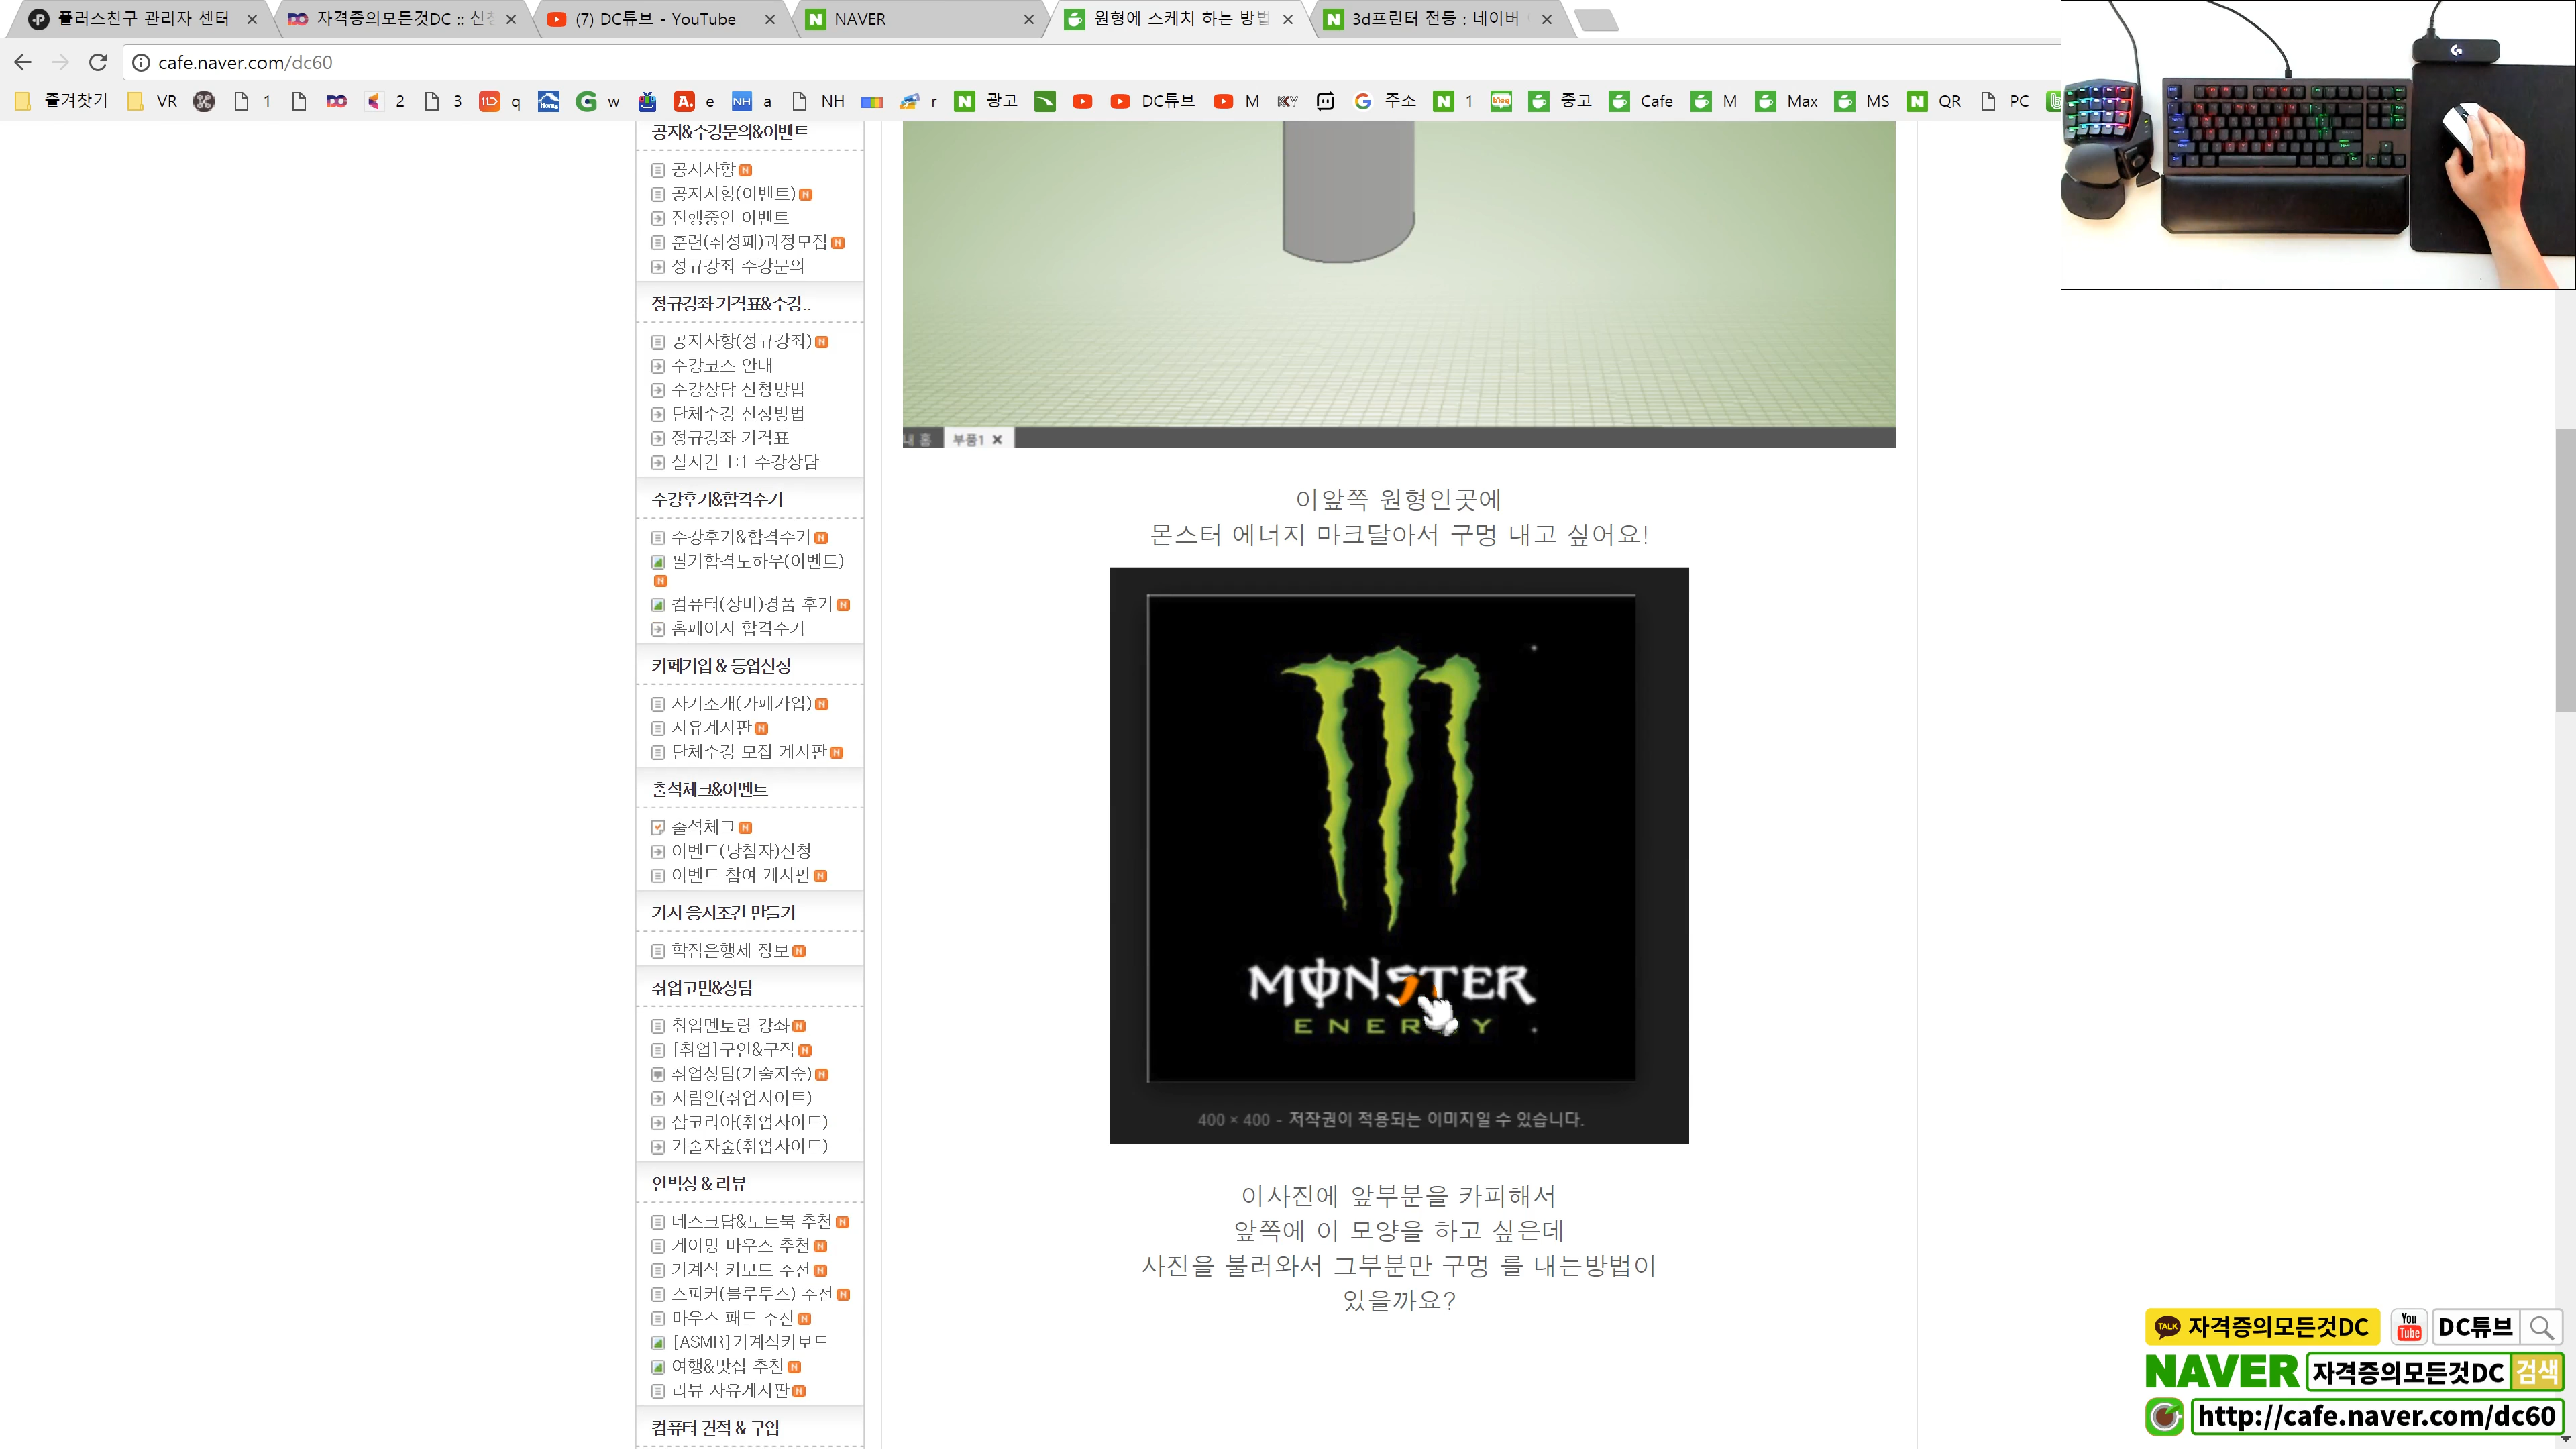 플러스친구 관리자 센터
자격증의모든것DC :: 신청
(7) DC튜브 - YouTube
NAVER
원형에 스케치 하는 방법
3d프린터 전등 : 네이버
cafe.naver.com/dc60
즐겨찾기 VR 1 2 3 q w e a NH r 광고 DC튜브 M 주소 1 중고 Cafe M Max MS QR PC
공지&수강문의&이벤트
공지사항
공지사항(이벤트)
진행중인 이벤트
훈련(취성패)과정모집
정규강좌 수강문의
정규강좌 가격표&수강..
공지사항(정규강좌)
수강코스 안내
수강상담 신청방법
단체수강 신청방법
정규강좌 가격표
실시간 1:1 수강상담
수강후기&합격수기
수강후기&합격수기
필기합격노하우(이벤트)
컴퓨터(장비)경품 후기
홈페이지 합격수기
카페가입 & 등업신청
자기소개(카페가입)
자유게시판
단체수강 모집 게시판
출석체크&이벤트
출석체크
이벤트(당첨자)신청
이벤트 참여 게시판
기사 응시조건 만들기
학점은행제 정보
취업고민&상담
취업멘토링 강좌
[취업]구인&구직
취업상담(기술자숲)
사람인(취업사이트)
잡코리아(취업사이트)
기술자숲(취업사이트)
언박싱 & 리뷰
데스크탑&노트북 추천
게이밍 마우스 추천
기계식 키보드 추천
스피커(블루투스) 추천
마우스 패드 추천
[ASMR]기계식키보드
여행&맛집 추천
리뷰 자유게시판
컴퓨터 견적 & 구입
내 홈 부품1
이앞쪽 원형인곳에
몬스터 에너지 마크달아서 구멍 내고 싶어요!
MONSTER
ENERGY
400 × 400 - 저작권이 적용되는 이미지일 수 있습니다.
이사진에 앞부분을 카피해서
앞쪽에 이 모양을 하고 싶은데
사진을 불러와서 그부분만 구멍 를 내는방법이
있을까요?
TALK 자격증의모든것DC You Tube DC튜브
NAVER 자격증의모든것DC 검색
http://cafe.naver.com/dc60